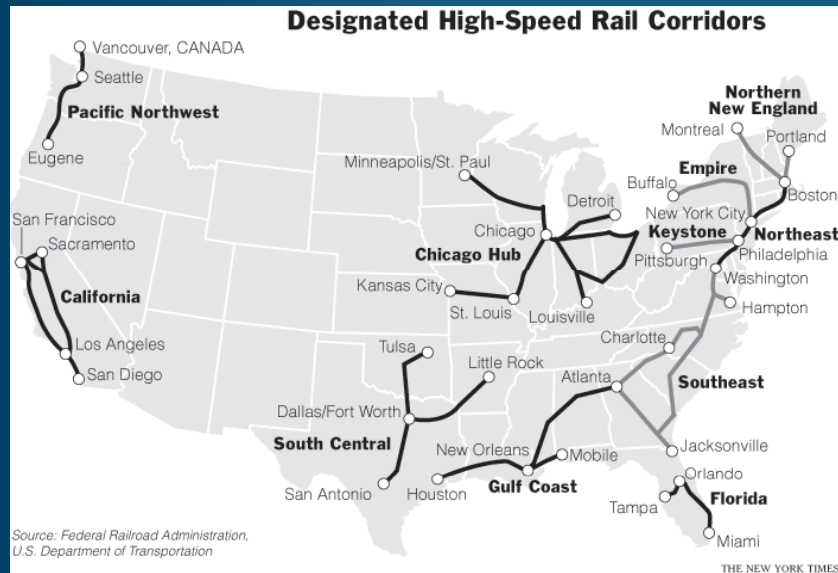 Designated High-Speed Rail Corridors
Vancouver, CANADA
Seattle
Pacific Northwest
Eugene
Northern
New England
Montreal
Portland
Minneapolis/St. Paul
Empire
Buffalo
Detroit
Boston
New York City
San Francisco
Sacramento
Chicago
Keystone
Northeast
Chicago Hub
Pittsburgh
Philadelphia
Washington
California
Kansas City
St. Louis
Louisville
Hampton
Los Angeles
Tulsa
Charlotte
San Diego
Little Rock
Atlanta
Southeast
Dallas/Fort Worth
South Central
New Orleans
Mobile
Jacksonville
San Antonio
Houston
Gulf Coast
Orlando
Tampa
Florida
Miami
Source: Federal Railroad Administration,
U.S. Department of Transportation
THE NEW YORK TIMES